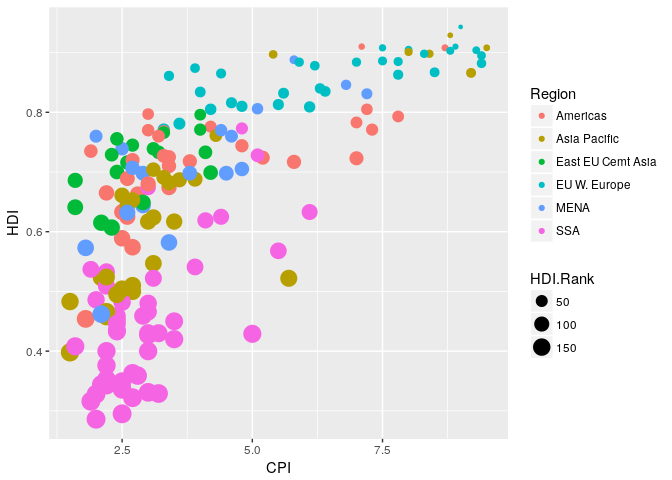 HDI
0.8
0.6
0.4
2.5
5.0
7.5
CPI
Region
Americas
Asia Pacific
East EU Cemt Asia
EU W. Europe
MENA
SSA
HDI.Rank
50
100
150